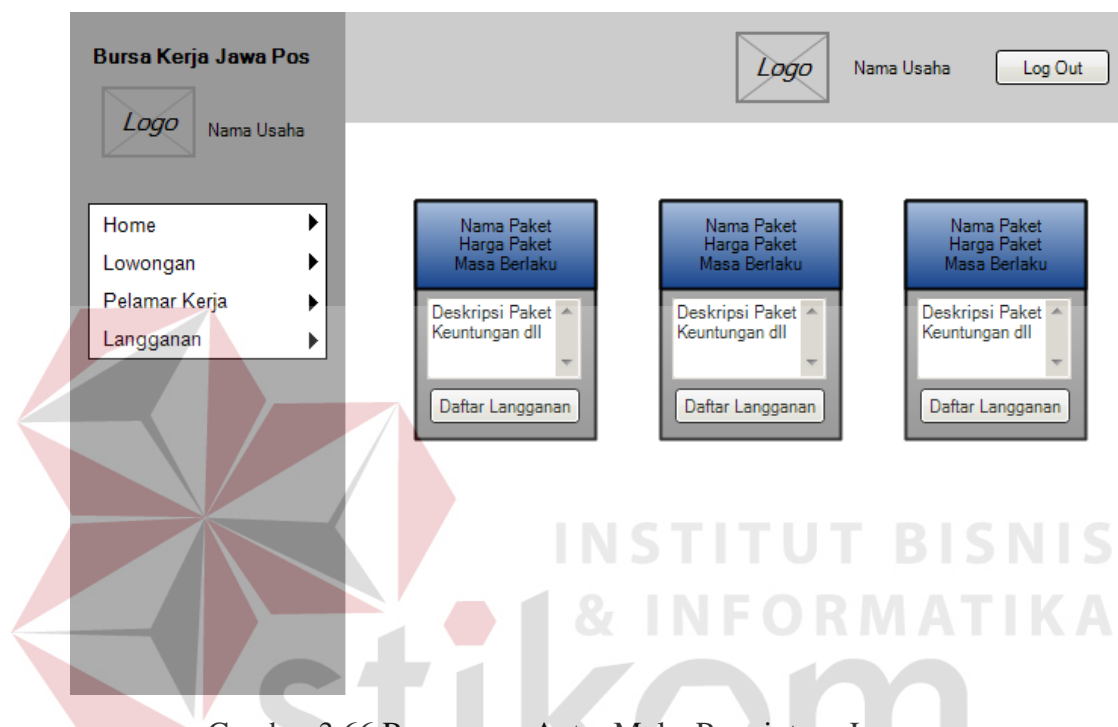 Bursa Kerja Jawa Pos
Logo
Nama Usaha
Logo
Nama Usaha
Log Out
Home
Lowongan
Pelamar Kerja
Langganan
Nama Paket
Harga Paket
Masa Berlaku
Deskripsi Paket
Keuntungan dll
Daftar Langganan
Nama Paket
Harga Paket
Masa Berlaku
Deskripsi Paket
Keuntungan dll
Daftar Langganan
Nama Paket
Harga Paket
Masa Berlaku
Deskripsi Paket
Keuntungan dll
Daftar Langganan
INSTITUT BISNIS
& INFORMATIKA
stikom